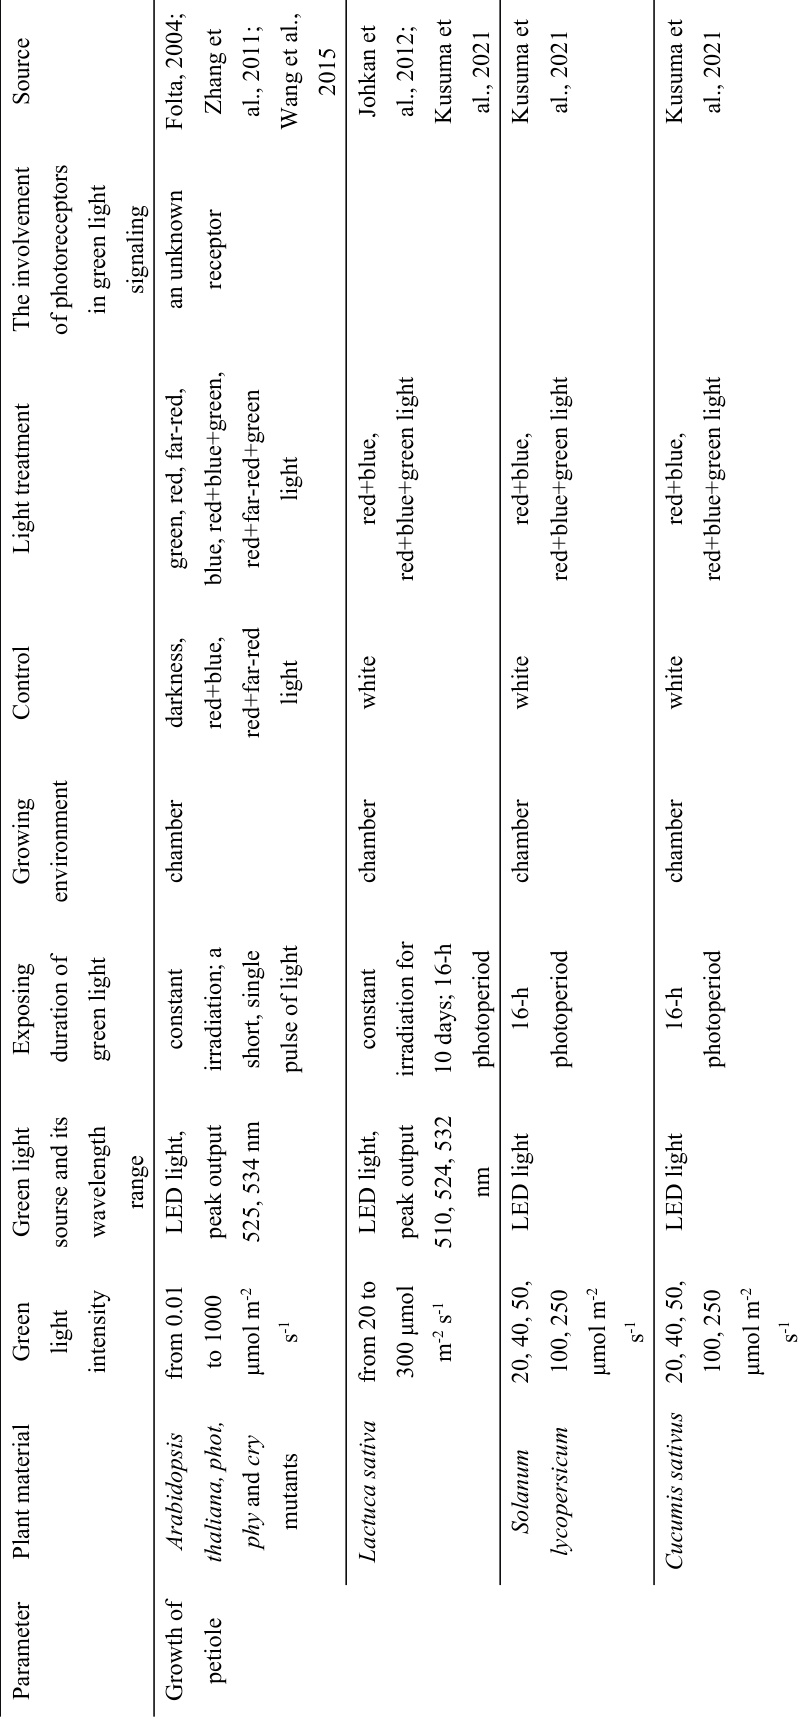 Parameter
Plant material
Green
light
intensity
Green light
sourse and its
wavelength
range
Exposing
duration of
green light
Growing
environment
Control
Light treatment
The involvement
of photoreceptors
in green light
signaling
Source
Growth of
petiole
Arabidopsis
thaliana, phot,
phy and cry
mutants
from 0.01
to 1000
μmol m-2
s-1
LED light,
peak output
525, 534 nm
constant
irradiation; a
short, single
pulse of light
chamber
darkness,
red+blue,
red+far-red
light
green, red, far-red,
blue, red+blue+green,
red+far-red+green
light
an unknown
receptor
Folta, 2004;
Zhang et
al., 2011;
Wang et al.,
2015
Lactuca sativa
from 20 to
300 μmol
m-2 s-1
LED light,
peak output
510, 524, 532
nm
constant
irradiation for
10 days; 16-h
photoperiod
chamber
white
red+blue,
red+blue+green light
Johkan et
al., 2012;
Kusuma et
al., 2021
Solanum
lycopersicum
20, 40, 50,
100, 250
μmol m-2
s-1
LED light
16-h
photoperiod
chamber
white
red+blue,
red+blue+green light
Kusuma et
al., 2021
Cucumis sativus
20, 40, 50,
100, 250
μmol m-2
s-1
LED light
16-h
photoperiod
chamber
white
red+blue,
red+blue+green light
Kusuma et
al., 2021